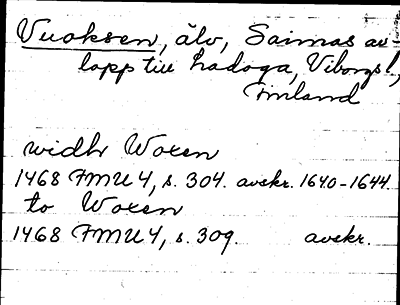 Vuoksen, älv, Saimas av-
lopp till Ladoga, Viborgs l.,
Finland
widhr Woxen
1468 FMU 4, s. 304. avskr. 1640-1644.
to Woxen
1468 FMU 4, s. 309. avskr.